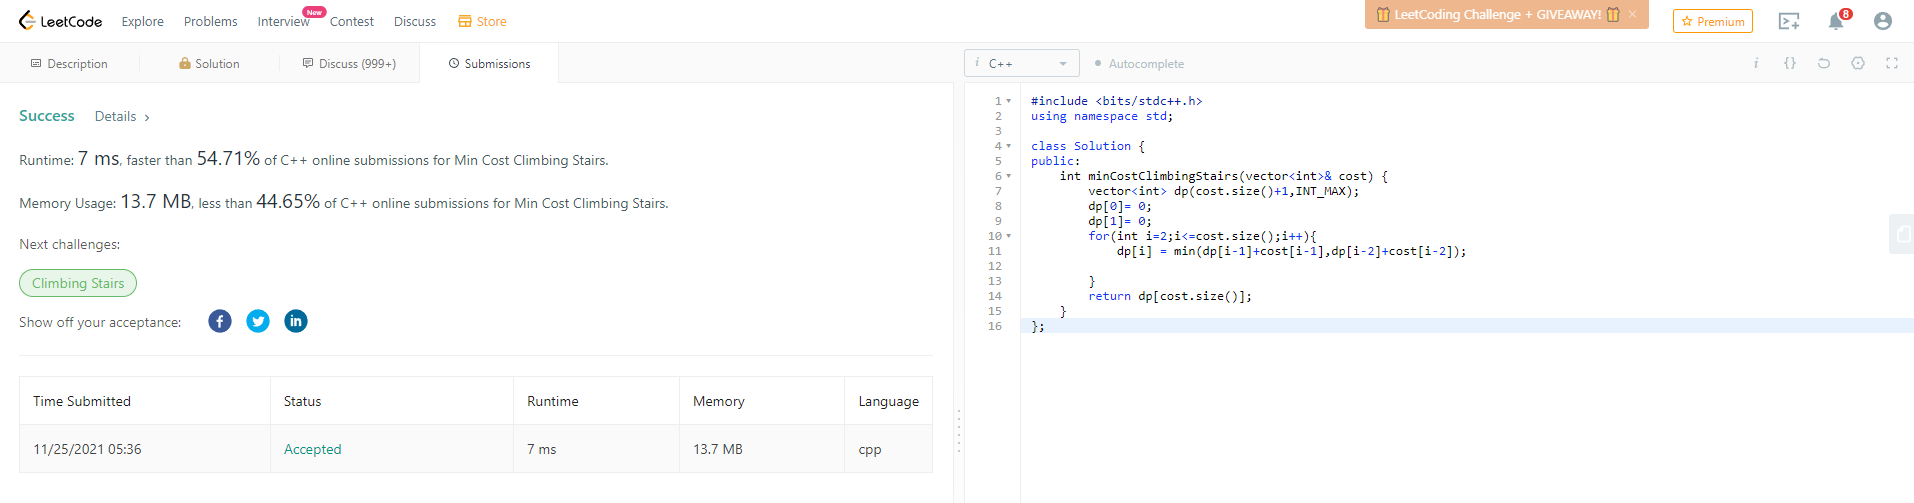 LeetCode Explore Problems Interview New Contest Discuss Store LeetCoding Challenge + GIVEAWAY! × Premium 8
Description Solution Discuss (999+) Submissions
i C++ Autocomplete i {}
Success Details >
Runtime: 7 ms, faster than 54.71% of C++ online submissions for Min Cost Climbing Stairs.
Memory Usage: 13.7 MB, less than 44.65% of C++ online submissions for Min Cost Climbing Stairs.
Next challenges:
Climbing Stairs
Show off your acceptance: f in
Time Submitted Status Runtime Memory Language
11/25/2021 05:36 Accepted 7 ms 13.7 MB cpp
1 #include <bits/stdc++.h>
2 using namespace std;
3
4 class Solution {
5 public:
6 int minCostClimbingStairs(vector<int>& cost) {
7 vector<int> dp(cost.size()+1,INT_MAX);
8 dp[0]= 0;
9 dp[1]= 0;
10 for(int i=2;i<=cost.size();i++){
11 dp[i] = min(dp[i-1]+cost[i-1],dp[i-2]+cost[i-2]);
12
13 }
14 return dp[cost.size()];
15 }
16 };